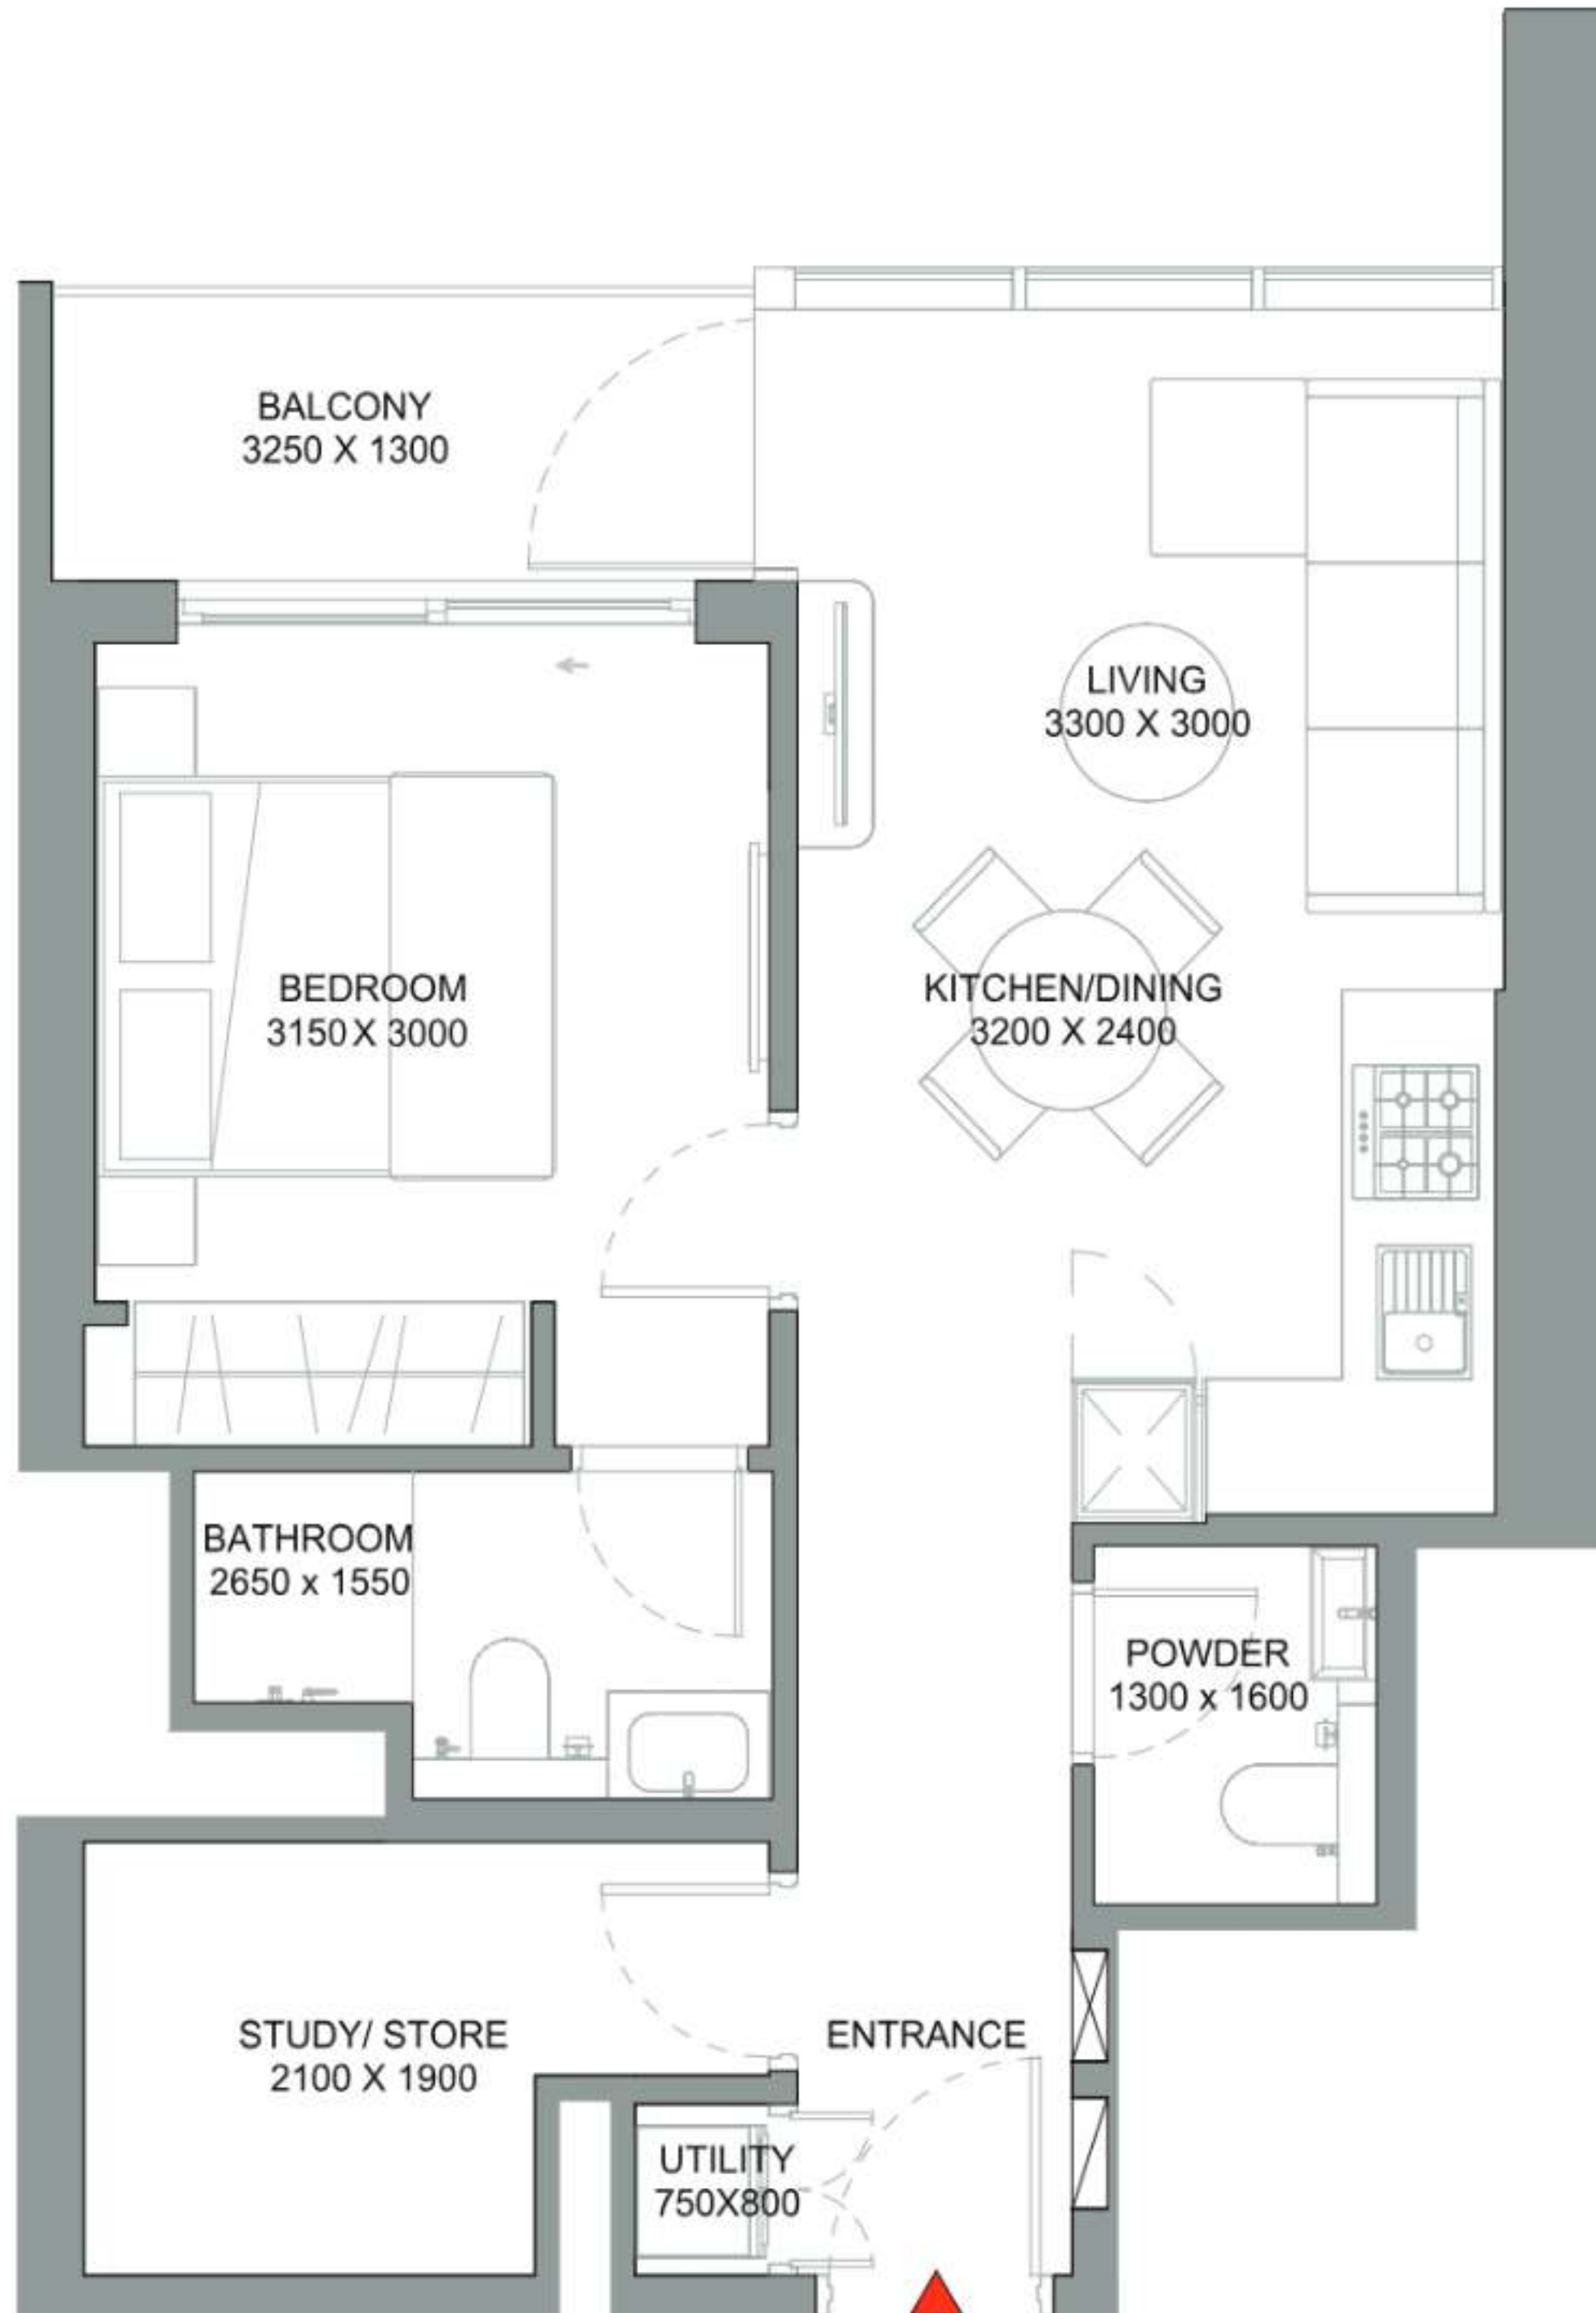 BALCONY
3250 X 1300
LIVING
3300 X 3000
BEDROOM
3150 X 3000
KITCHEN/DINING
3200 X 2400
BATHROOM
2650 x 1550
POWDER
1300 x 1600
STUDY/ STORE
2100 X 1900
ENTRANCE
UTILITY
750X800